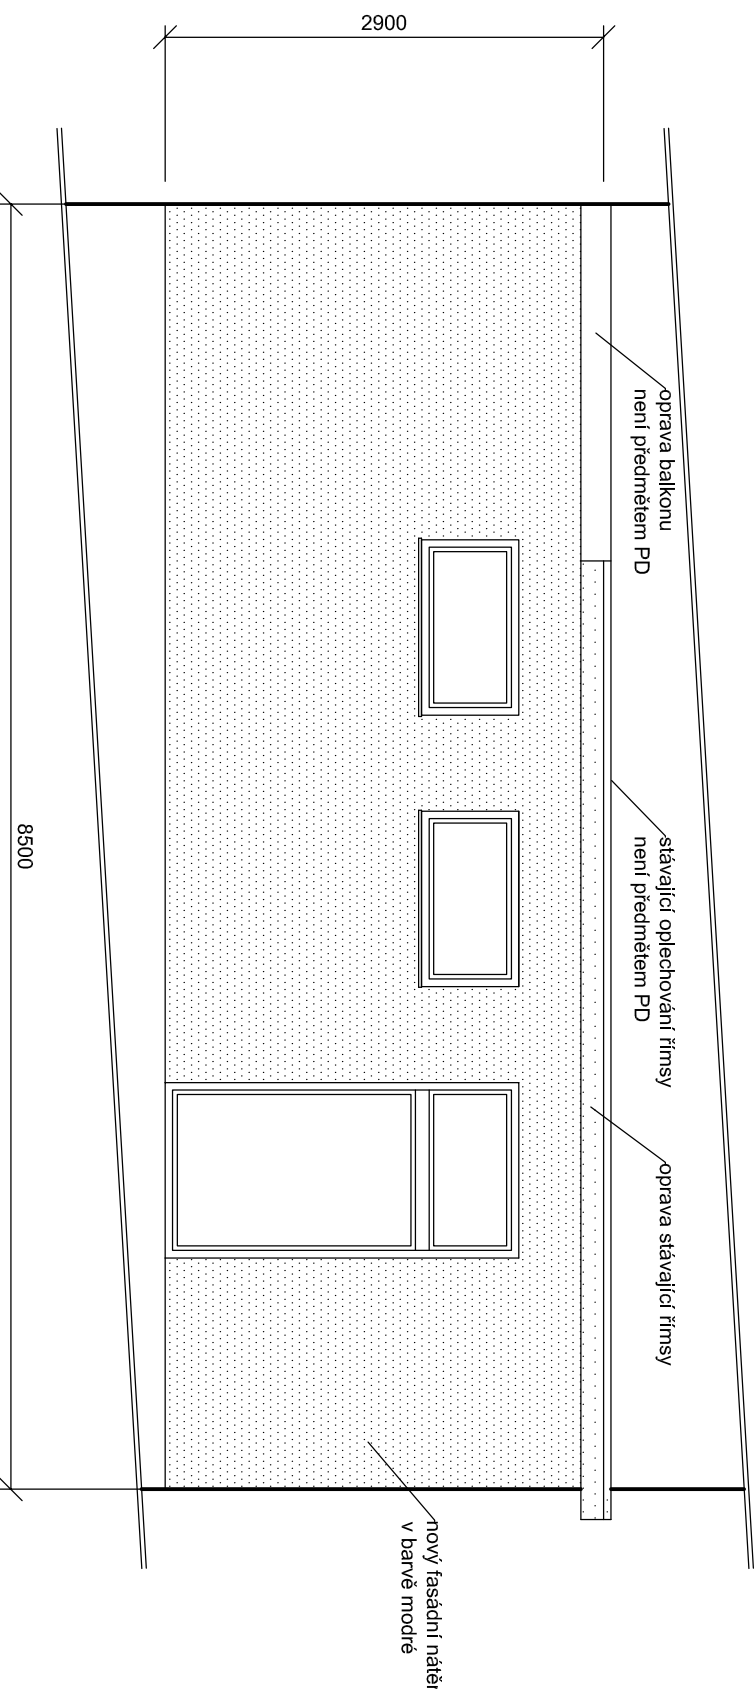 2900
oprava balkonu
není předmětem PD
stávající oplechování římsy
není předmětem PD
oprava stávající římsy
8500
nový fasádní nátěr
v barvě modré